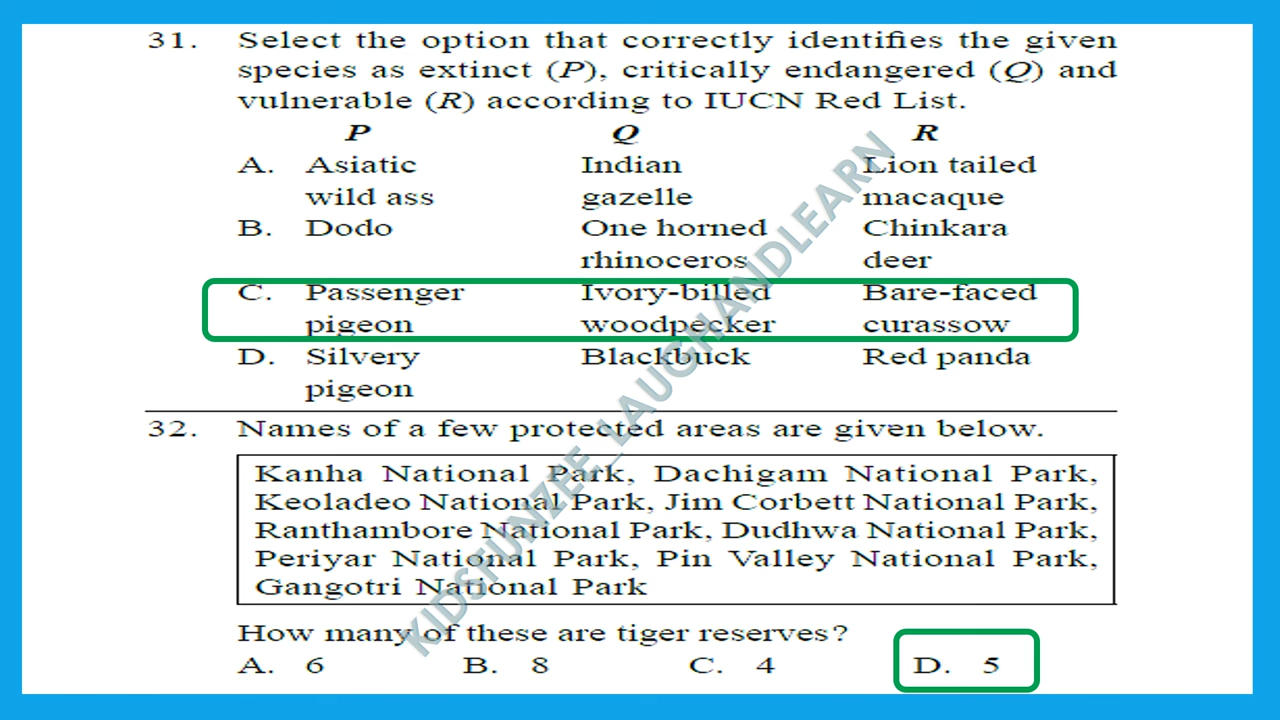 31. Select the option that correctly identifies the given
species as extinct (P), critically endangered (Q) and
vulnerable (R) according to IUCN Red List.
P Q R
A. Asiatic Indian Lion tailed
wild ass gazelle macaque
B. Dodo One horned Chinkara
rhinoceros deer
C. Passenger Ivory-billed Bare-faced
pigeon woodpecker curassow
D. Silvery Blackbuck Red panda
pigeon
32. Names of a few protected areas are given below.
Kanha National Park, Dachigam National Park,
Keoladeo National Park, Jim Corbett National Park,
Ranthambore National Park, Dudhwa National Park,
Periyar National Park, Pin Valley National Park,
Gangotri National Park
How many of these are tiger reserves?
A. 6 B. 8 C. 4 D. 5
KIDSFUNZEE_LAUGHANDLEARN